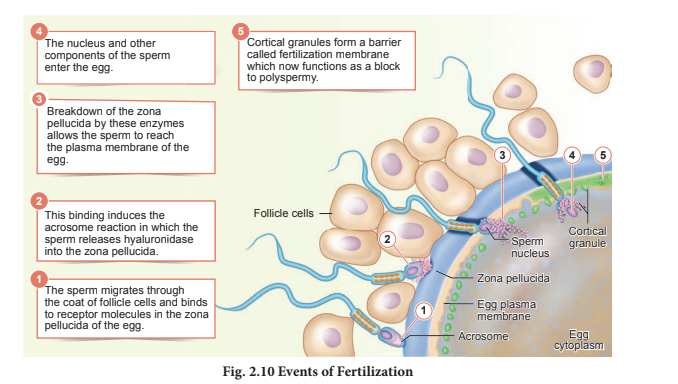 4
The nucleus and other
components of the sperm
enter the egg.
5
Cortical granules form a barrier
called fertilization membrane
which now functions as a block
to polyspermy.
3
Breakdown of the zona
pellucida by these enzymes
allows the sperm to reach
the plasma membrane of the
egg.
2
This binding induces the
acrosome reaction in which the
sperm releases hyaluronidase
into the zona pellucida.
1
The sperm migrates through
the coat of follicle cells and binds
to receptor molecules in the zona
pellucida of the egg.
3
4
5
Follicle cells
2
Sperm
nucleus
Cortical
granule
Zona pellucida
1
Egg plasma
membrane
Acrosome
Egg
cytoplasm
Fig. 2.10 Events of Fertilization